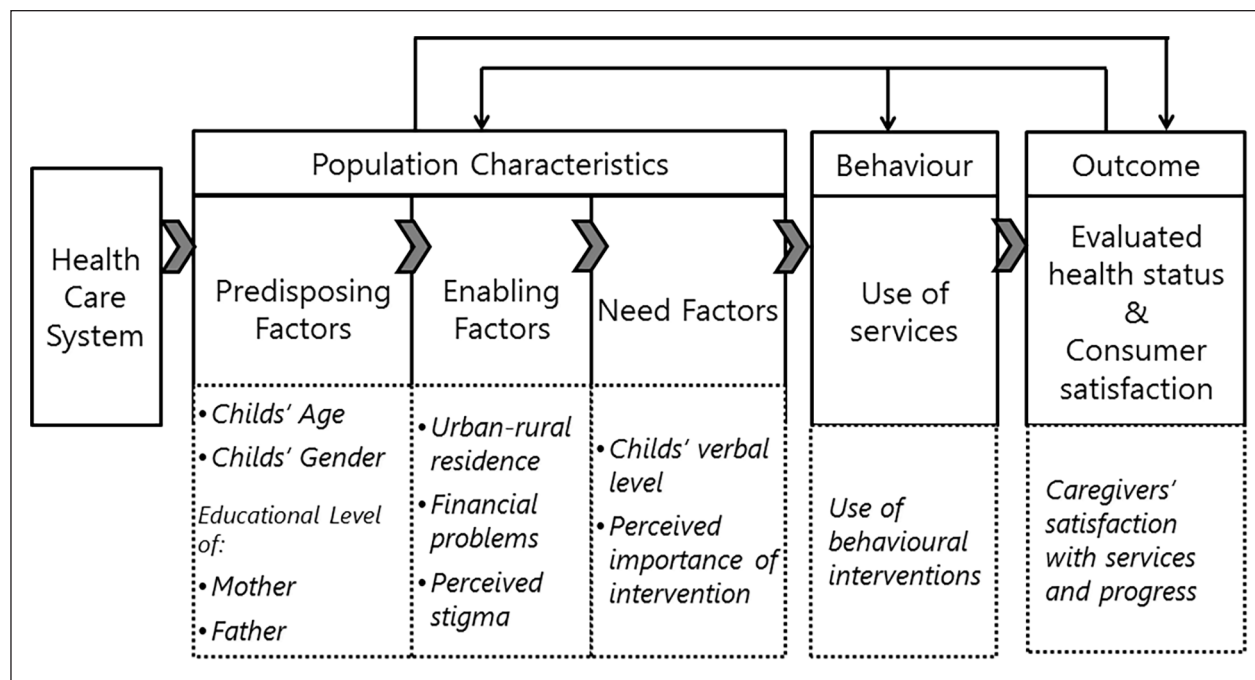 Population Characteristics
Behaviour
Outcome
Health
Care
System
Predisposing
Factors
Enabling
Factors
Need Factors
Use of
services
Evaluated
health status
&
Consumer
satisfaction
• Childs‘ Age
• Childs‘ Gender
Educational Level
of:
• Mother
• Father
• Urban-rural
residence
• Financial
problems
• Perceived
stigma
• Childs‘ verbal
level
• Perceived
importance of
intervention
Use of
behavioural
interventions
Caregivers‘
satisfaction
with services
and progress